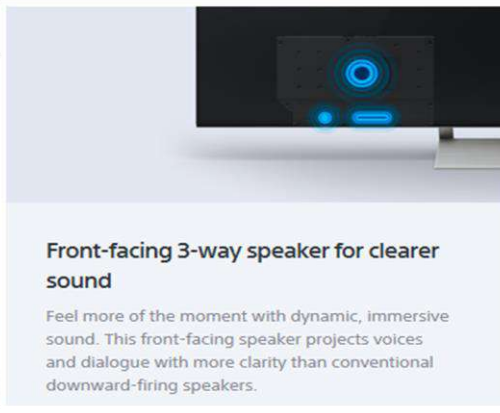 Front-facing 3-way speaker for clearer
sound
Feel more of the moment with dynamic, immersive
sound. This front-facing speaker projects voices
and dialogue with more clarity than conventional
downward-firing speakers.